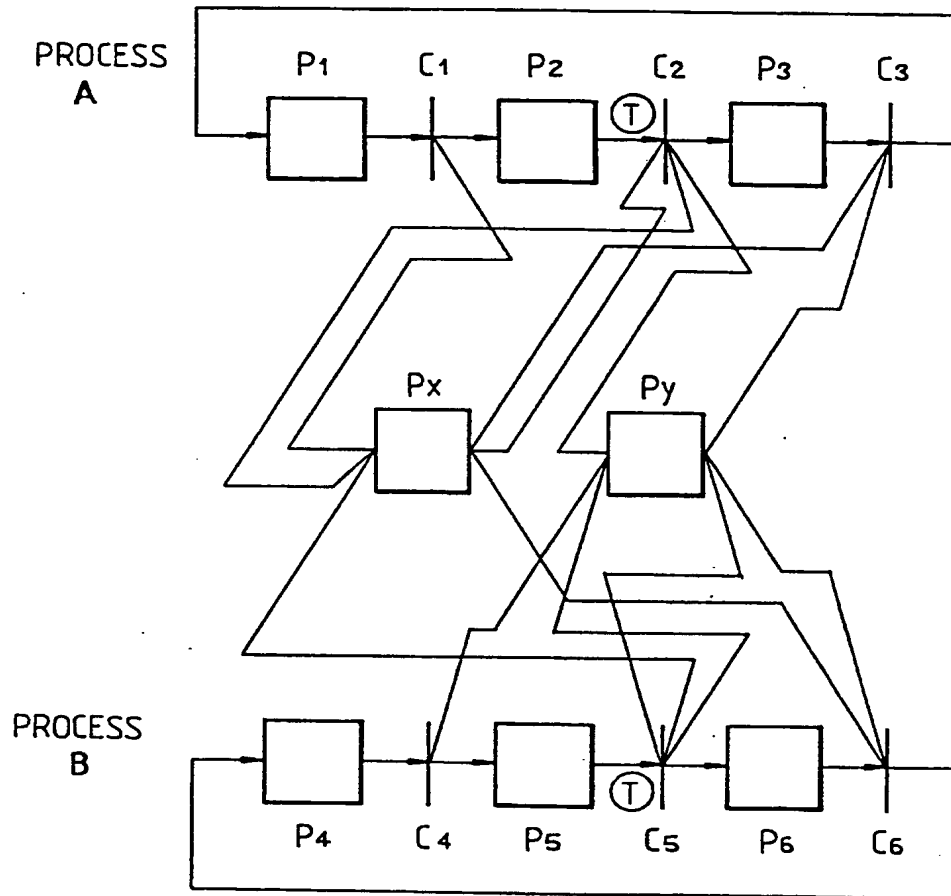 PROCESS
A
P1 C1 P2 C2 P3 C3
T
Px Py
PROCESS
B
T
P4 C4 P5 C5 P6 C6